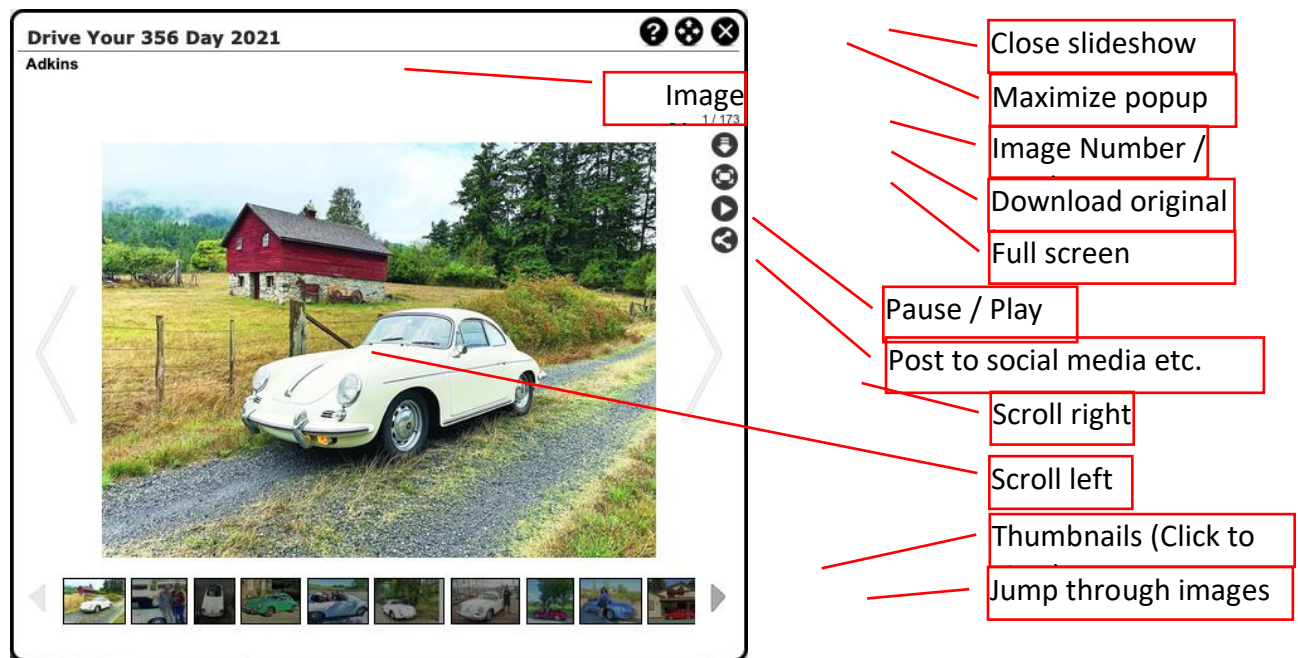 Drive Your 356 Day 2021
?
Adkins
Image
1 / 173
Close slideshow
Maximize popup
Image Number /
Download original
Full screen
Pause / Play
Post to social media etc.
Scroll right
Scroll left
Thumbnails (Click to
Jump through images